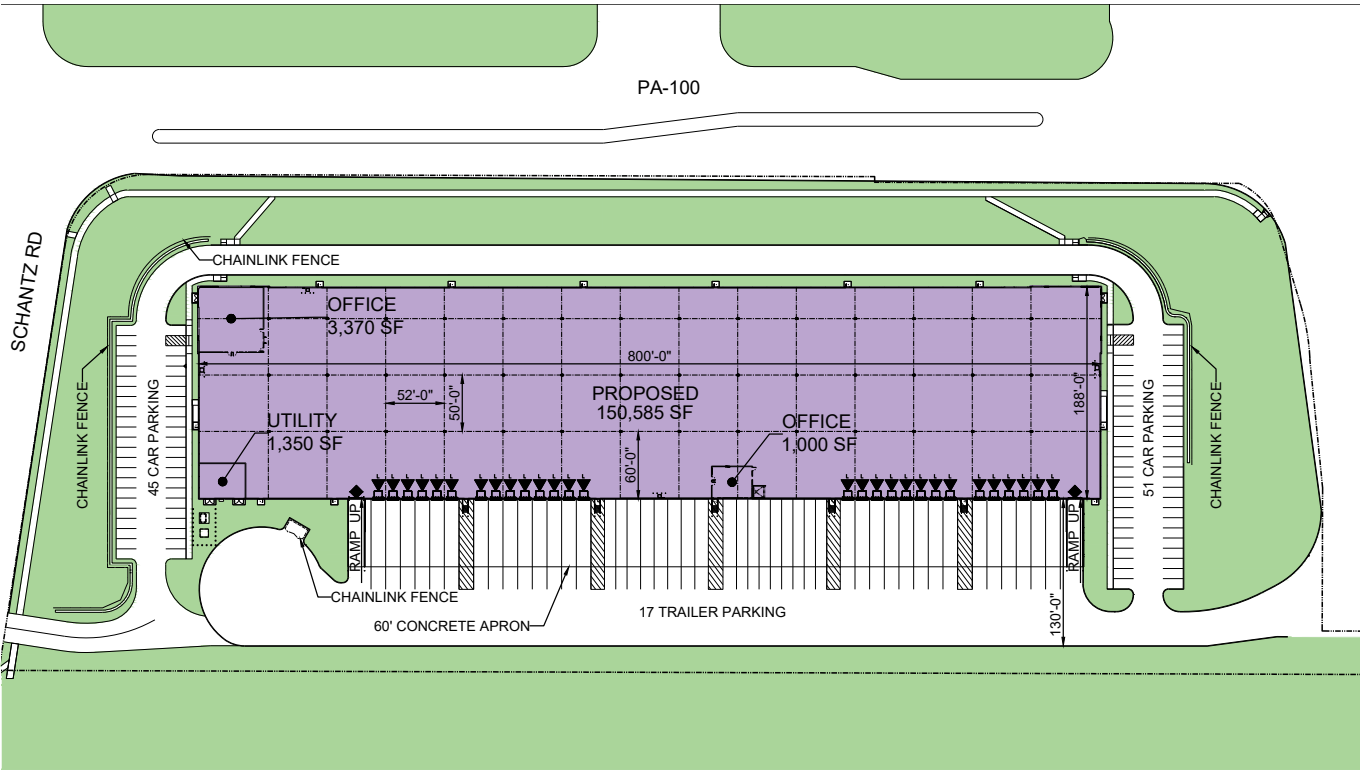 PA-100
SCHANTZ RD
CHAINLINK FENCE
OFFICE
3,370 SF
800'-0"
52'-0"
50'-0"
PROPOSED
150,585 SF
188'-0"
CHAINLINK FENCE
45 CAR PARKING
UTILITY
1,350 SF
60'-0"
OFFICE
1,000 SF
51 CAR PARKING
CHAINLINK FENCE
RAMP UP
RAMP UP
CHAINLINK FENCE
60' CONCRETE APRON
17 TRAILER PARKING
130'-0"